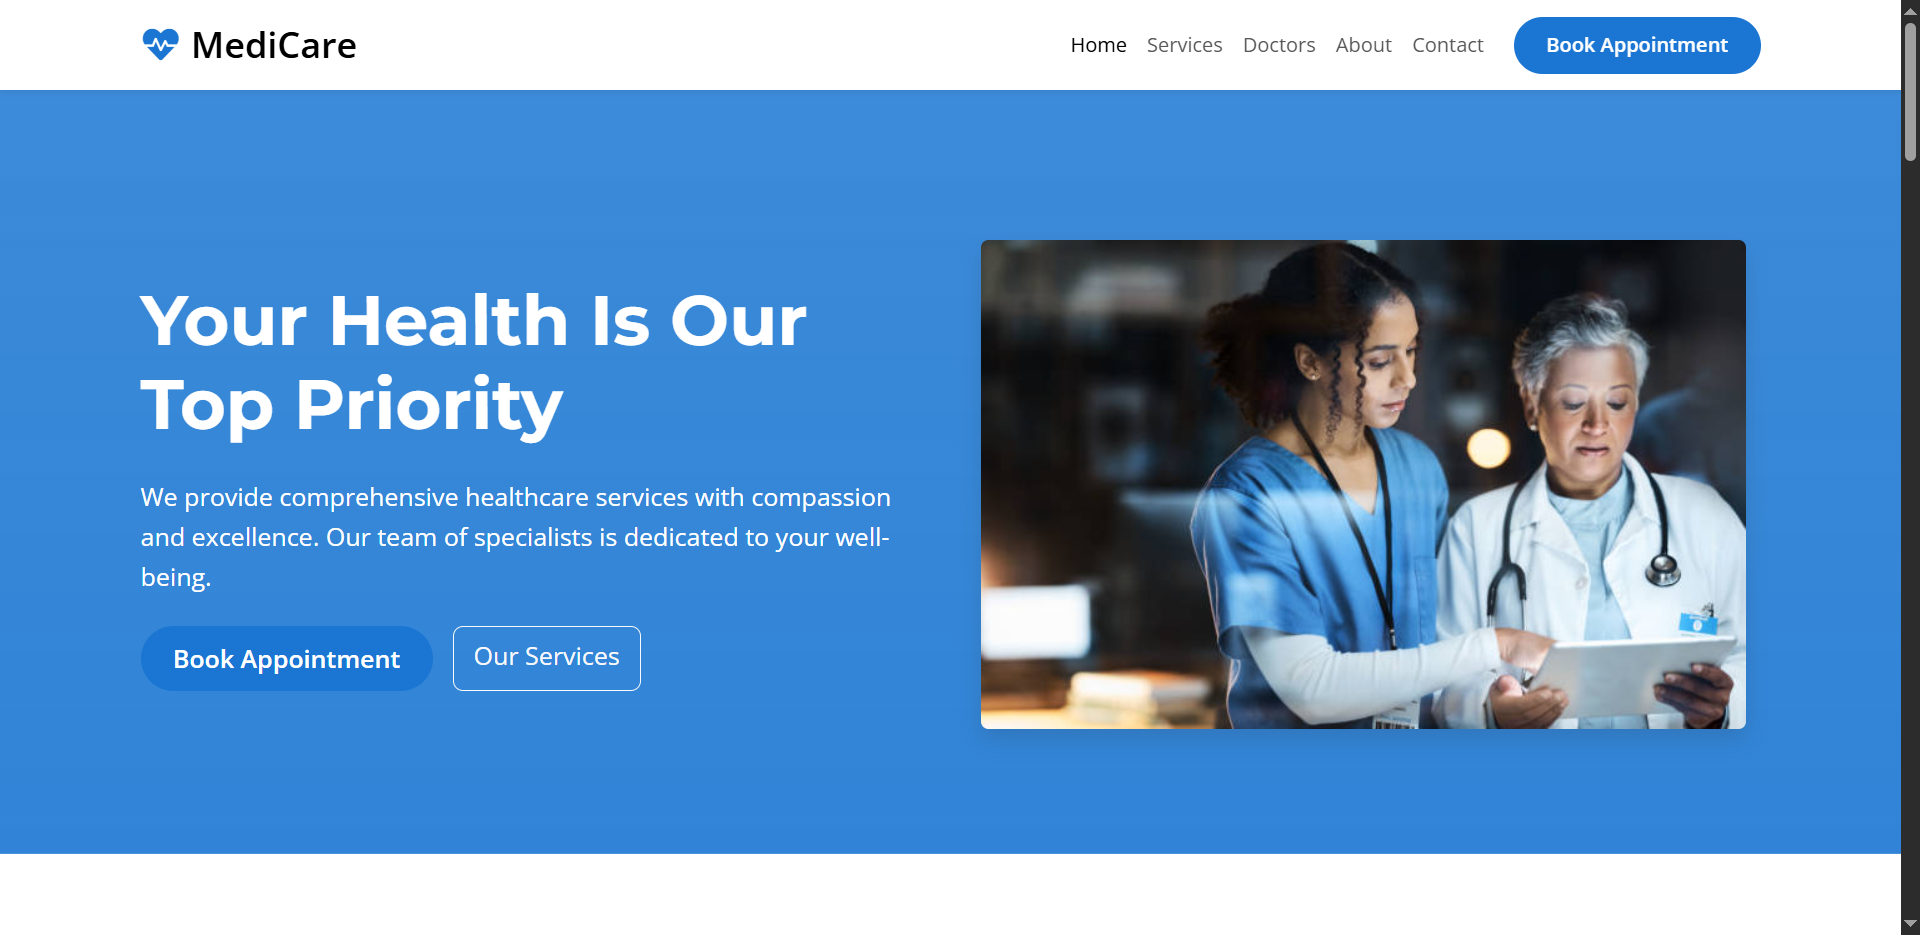 MediCare
Home Services Doctors About Contact Book Appointment
Your Health Is Our
Top Priority
We provide comprehensive healthcare services with compassion
and excellence. Our team of specialists is dedicated to your well-
being.
Book Appointment Our Services